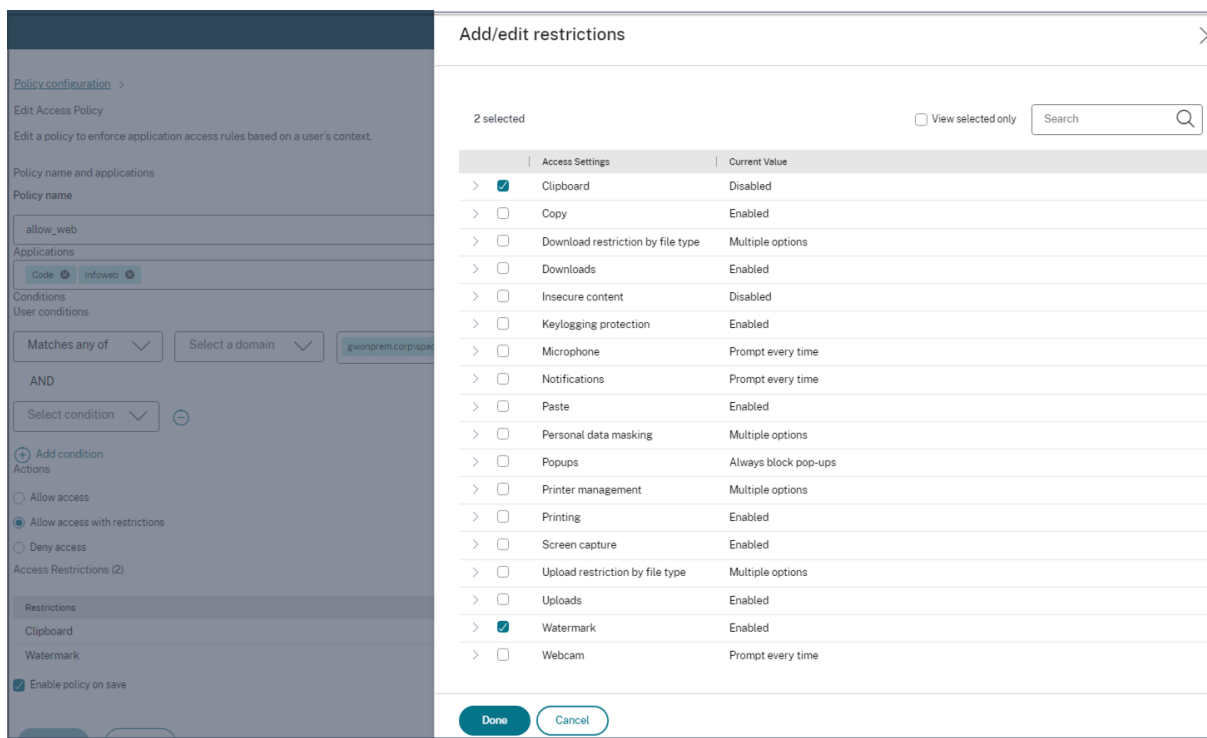 Policy configuration >
Edit Access Policy
Edit a policy to enforce application access rules based on a user's context.
Policy name and applications
Policy name
allow_web
Applications
Code Infoweb
Conditions
User conditions
Matches any of Select a domain
AND
Select condition
Add condition
Actions
Allow access
Allow access with restrictions
Deny access
Access Restrictions (2)
Restrictions
Clipboard
Watermark
Enable policy on save
Add/edit restrictions
2 selected View selected only Search
Access Settings Current Value
Clipboard Disabled
Copy Enabled
Download restriction by file type Multiple options
Downloads Enabled
Insecure content Disabled
Keylogging protection Enabled
Microphone Prompt every time
Notifications Prompt every time
Paste Enabled
Personal data masking Multiple options
Popups Always block pop-ups
Printer management Multiple options
Printing Enabled
Screen capture Enabled
Upload restriction by file type Multiple options
Uploads Enabled
Watermark Enabled
Webcam Prompt every time
Done Cancel